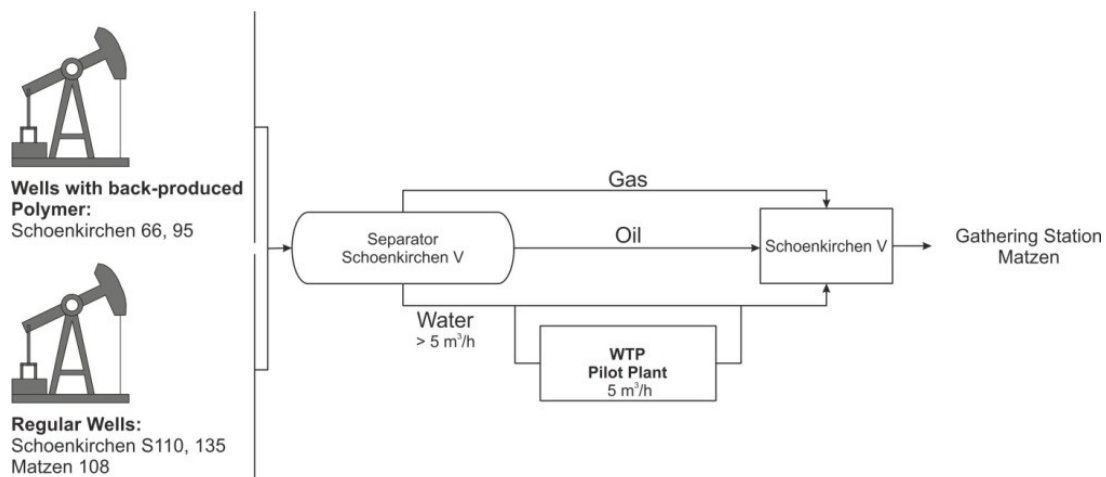 Wells with back-produced
Polymer:
Schoenkirchen 66, 95
Regular Wells:
Schoenkirchen S110, 135
Matzen 108
Separator
Schoenkirchen V
Gas
Oil
Water
> 5 m³/h
WTP
Pilot Plant
5 m³/h
Schoenkirchen V
Gathering Station
Matzen